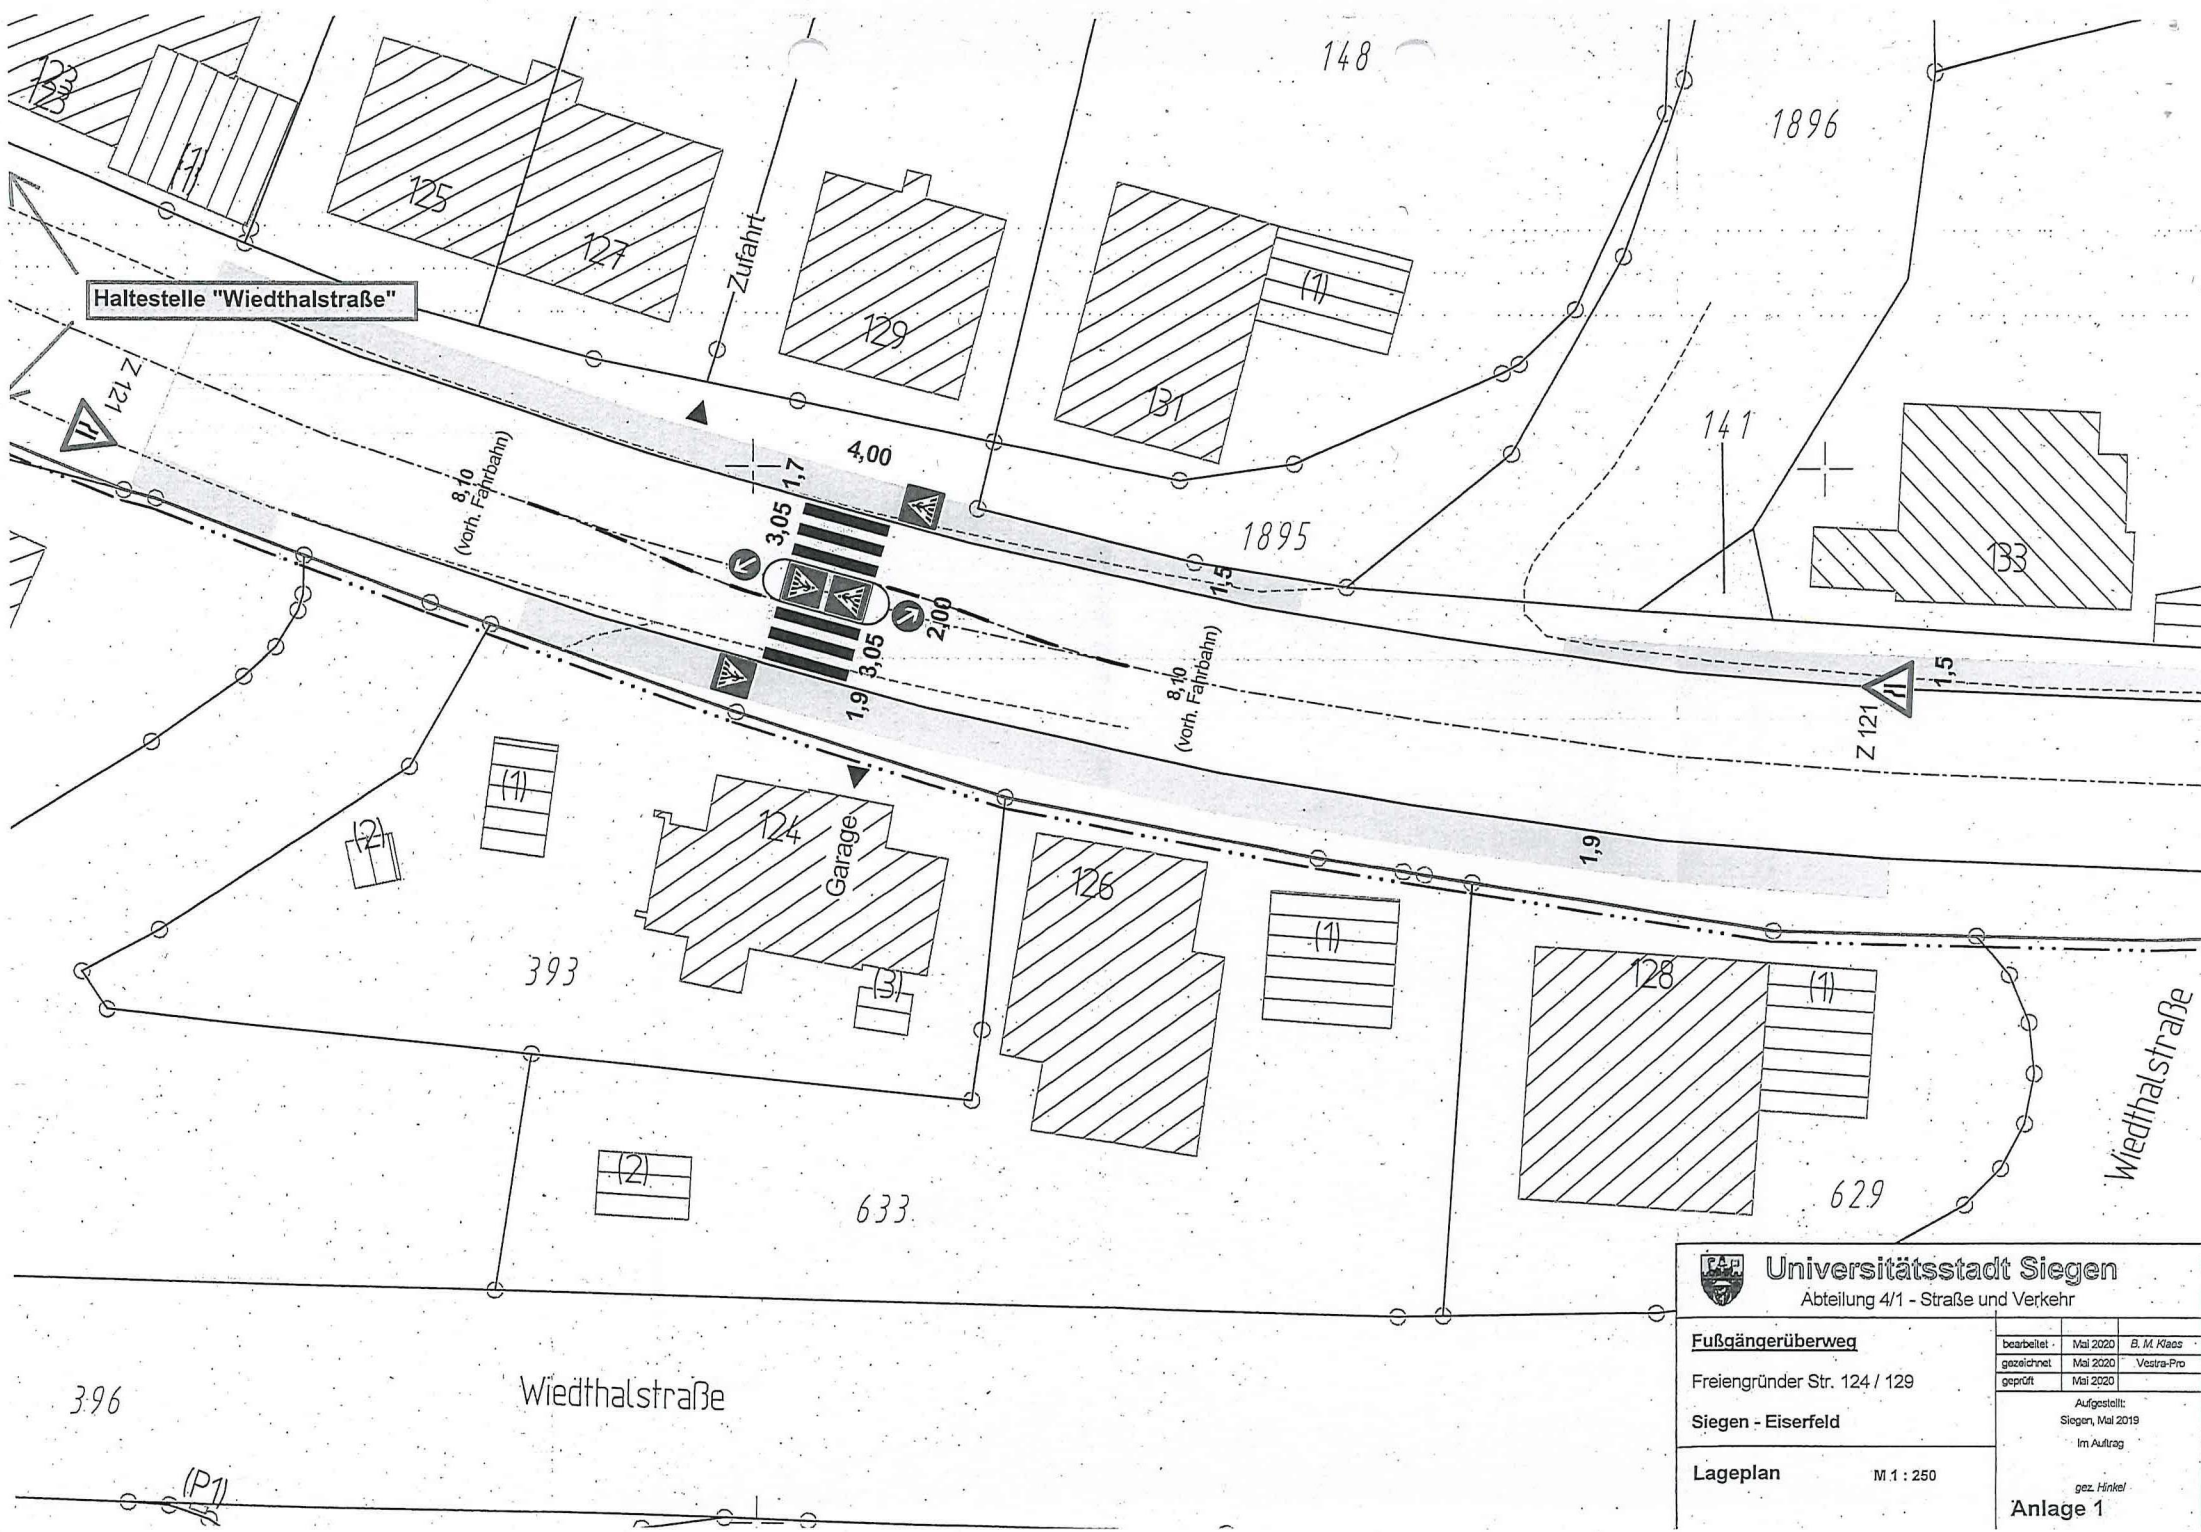 148
1896
123
123
(1)
125
127
Zufahrt
129
131
(1)
Haltestelle "Wiedthalstraße"
Z 121
8,10
(vorh. Fahrbahn)
4,00
1,7
3,05
141
133
1895
1,5
2,00
3,05
1,9
8,10
(vorh. Fahrbahn)
1,5
Z 121
(1)
(2)
124
Garage
126
1,9
(1)
393
(3)
128
(1)
Wiedthalstraße
(2)
633
629
396
Wiedthalstraße
(P1)
Universitätsstadt Siegen
Abteilung 4/1 - Straße und Verkehr
Fußgängerüberweg
Freiengründer Str. 124 / 129
Siegen - Eiserfeld
Lageplan M 1 : 250
bearbeitet Mai 2020 B. M. Klaas
gezeichnet Mai 2020 Vestra-Pro
geprüft Mai 2020
Aufgestellt:
Siegen, Mai 2019
Im Auftrag
gez. Hinkel
Anlage 1